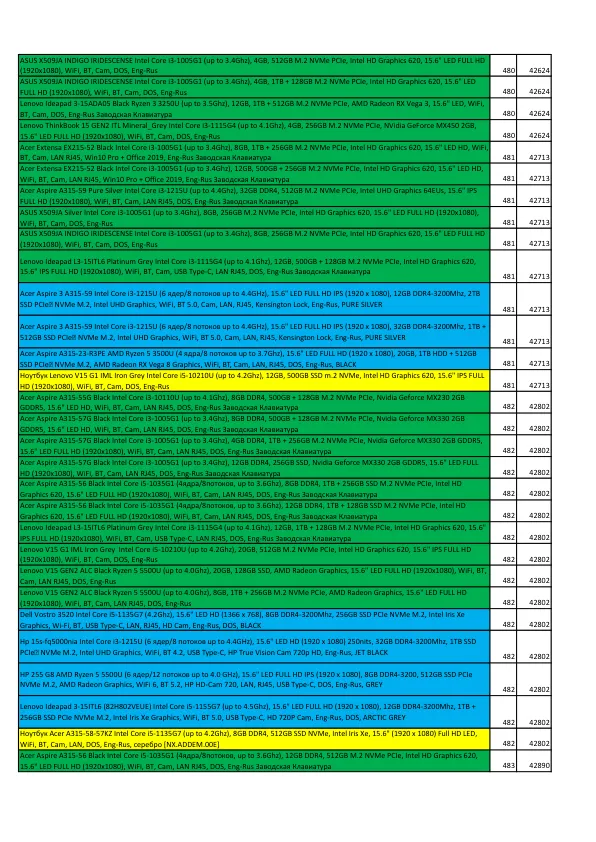 ASUS X509JA INDIGO IRIDESCENSE Intel Core i3-1005G1 (up to 3.4Ghz), 4GB, 512GB M.2 NVMe PCIe, Intel HD Graphics 620, 15.6" LED FULL HD
(1920x1080), WiFi, BT, Cam, DOS, Eng-Rus 480 42624
ASUS X509JA INDIGO IRIDESCENSE Intel Core i3-1005G1 (up to 3.4Ghz), 4GB, 1TB + 128GB M.2 NVMe PCIe, Intel HD Graphics 620, 15.6" LED
FULL HD (1920x1080), WiFi, BT, Cam, DOS, Eng-Rus 480 42624
Lenovo Ideapad 3-15ADA05 Black Ryzen 3 3250U (up to 3.5Ghz), 12GB, 1TB + 512GB M.2 NVMe PCIe, AMD Radeon RX Vega 3, 15.6" LED, WiFi,
BT, Cam, DOS, Eng-Rus Заводская Клавиатура 480 42624
Lenovo ThinkBook 15 GEN2 ITL Mineral_Grey Intel Core i3-1115G4 (up to 4.1Ghz), 4GB, 256GB M.2 NVMe PCIe, NVidia GeForce MX450 2GB,
15.6" LED FULL HD (1920x1080), WiFi, BT, Cam, DOS, Eng-Rus 480 42624
Acer Extensa EX215-52 Black Intel Core i3-1005G1 (up to 3.4Ghz), 8GB, 1TB + 256GB M.2 NVMe PCIe, Intel HD Graphics 620, 15.6" LED, WiFi,
BT, Cam, LAN RJ45, Win10 Pro + Office 2019, Eng-Rus Заводская Клавиатура 481 42713
Acer Extensa EX215-52 Black Intel Core i3-1005G1 (up to 3.4Ghz), 12GB, 500GB + 256GB M.2 NVMe PCIe, Intel HD Graphics 620, 15.6" LED,
WiFi, BT, Cam, LAN RJ45, Win10 Pro + Office 2019, Eng-Rus 481 42713
Acer Aspire A315-59 Pure Silver Intel Core i3-1215U (up to 4.4Ghz), 32GB DDR4, 512GB M.2 NVMe PCIe, Intel UHD Graphics 64EUs, 15.6" IPS
FULL HD (1920x1080), WiFi, BT, Cam, LAN RJ45, DOS, Eng-Rus Заводская Клавиатура 481 42713
ASUS X509JA Silver Intel Core i3-1005G1 (up to 3.4Ghz), 8GB, 256GB M.2 NVMe PCIe, Intel HD Graphics 620, 15.6" LED FULL HD (1920x1080),
WiFi, BT, Cam, DOS, Eng-Rus 481 42713
ASUS X509JA INDIGO IRIDESCENSE Intel Core i3-1005G1 (up to 3.4Ghz), 8GB, 256GB M.2 NVMe PCIe, Intel HD Graphics 620, 15.6" LED FULL HD
(1920x1080), WiFi, BT, Cam, DOS, Eng-Rus 481 42713
Lenovo Ideapad L3-15ITL6 Platinum Grey Intel Core i3-1115G4 (up to 4.1Ghz), 12GB, 500GB + 128GB M.2 NVMe PCIe, Intel HD Graphics 620,
15.6" IPS FULL HD (1920x1080), WiFi, BT, Cam, USB Type-C, LAN RJ45, DOS, Eng-Rus Заводская Клавиатура 481 42713
Acer Aspire 3 A315-59 Intel Core i3-1215U (6 ядер/8 потоков up to 4.4GHz), 15.6" LED FULL HD IPS (1920 x 1080), 12GB DDR4-3200Mhz, 2TB
SSD PCIe NVMe M.2, Intel UHD Graphics, WiFi, BT 5.0, Cam, LAN, RJ45, Kensington Lock, Eng-Rus, PURE SILVER 481 42713
Acer Aspire 3 A315-59 Intel Core i3-1215U (6 ядер/8 потоков up to 4.4GHz), 15.6" LED FULL HD IPS (1920 x 1080), 32GB DDR4-3200Mhz, 1TB +
512GB SSD PCIe NVMe M.2, Intel UHD Graphics, WiFi, BT 5.0, Cam, LAN, RJ45, Kensington Lock, Eng-Rus, PURE SILVER 481 42713
Acer Aspire A315-23-R3PE AMD Ryzen 5 3500U (4 ядра/8 потоков up to 3.7Ghz), 15.6" LED FULL HD (1920 x 1080), 20GB, 1TB HDD + 512GB
SSD PCIe NVMe M.2, AMD Radeon RX Vega 8 Graphics, WiFi, BT, Cam, LAN, RJ45, Eng-Rus, BLACK 481 42713
Ноутбук Lenovo V15 G1 IML Iron Grey Intel Core i5-10210U (up to 4.2Ghz), 12GB, 500GB SSD m.2 NVMe, Intel HD Graphics 620, 15.6" IPS FULL
HD (1920x1080), WiFi, BT, Cam, DOS, Eng-Rus 481 42713
Acer Aspire A315-55G Black Intel Core i3-10110U (up to 4.1Ghz), 8GB DDR4, 500GB + 128GB M.2 NVMe PCIe, Nvidia Geforce MX230 2GB
GDDR5, 15.6" LED, WiFi, BT, Cam, LAN RJ45, DOS, Eng-Rus Заводская Клавиатура 482 42802
Acer Aspire A315-57G Black Intel Core i3-1005G1 (up to 3.4Ghz), 8GB DDR4, 500GB + 128GB M.2 NVMe PCIe, Nvidia Geforce MX330 2GB
GDDR5, 15.6" LED, WiFi, BT, Cam, LAN RJ45, DOS, Eng-Rus Заводская Клавиатура 482 42802
Acer Aspire A315-57G Black Intel Core i3-1005G1 (up to 3.4Ghz), 4GB DDR4, 1TB + 256GB M.2 NVMe PCIe, Nvidia Geforce MX330 2GB GDDR5,
15.6" LED, WiFi, BT, Cam, LAN RJ45, DOS, Eng-Rus Заводская Клавиатура 482 42802
Acer Aspire A315-57G Black Intel Core i3-1005G1 (up to 3.4Ghz), 12GB DDR4, 256GB SSD, Nvidia Geforce MX330 2GB GDDR5, 15.6" LED FULL
HD (1920x1080), WiFi, BT, Cam, LAN RJ45, DOS, Eng-Rus Заводская Клавиатура 482 42802
Acer Aspire A315-56 Black Intel Core i5-1035G1 (4ядра/8потоков, up to 3.6Ghz), 8GB DDR4, 1TB + 256GB M.2 NVMe PCIe, Intel HD
Graphics 620, 15.6" LED FULL HD (1920x1080), WiFi, BT, Cam, LAN RJ45, DOS, Eng-Rus Заводская Клавиатура 482 42802
Acer Aspire A315-56 Black Intel Core i5-1035G1 (4ядра/8потоков, up to 3.6Ghz), 12GB DDR4, 1TB + 128GB M.2 NVMe PCIe, Intel HD
Graphics 620, 15.6" LED FULL HD (1920x1080), WiFi, BT, Cam, LAN RJ45, DOS, Eng-Rus Заводская Клавиатура 482 42802
Lenovo Ideapad L3-15ITL6 Platinum Grey Intel Core i3-1115G4 (up to 4.1Ghz), 12GB, 1TB + 128GB M.2 NVMe PCIe, Intel HD Graphics 620, 15.6"
IPS FULL HD (1920x1080), WiFi, BT, Cam, USB Type-C, LAN RJ45, DOS, Eng-Rus Заводская Клавиатура 482 42802
Lenovo V15 G1 IML Iron Grey Intel Core i5-10210U (up to 4.2Ghz), 20GB, 512GB M.2 NVMe PCIe, Intel HD Graphics 620, 15.6" IPS FULL HD
(1920x1080), WiFi, BT, Cam, DOS, Eng-Rus 482 42802
Lenovo V15 GEN2 ALC Black Ryzen 5 5500U (up to 4.0Ghz), 20GB, 128GB SSD, AMD Radeon Graphics, 15.6" LED FULL HD (1920x1080), WiFi, BT,
Cam, LAN RJ45, DOS, Eng-Rus 482 42802
Lenovo V15 GEN2 ALC Black Ryzen 5 5500U (up to 4.0Ghz), 8GB, 1TB + 256GB M.2 NVMe PCIe, AMD Radeon Graphics, 15.6" LED FULL HD
(1920x1080), WiFi, BT, Cam, LAN RJ45, DOS, Eng-Rus Заводская Клавиатура 482 42802
Dell Vostro 3520 Intel Core i5-1135G7 (4.2Ghz), 15.6" LED HD (1366 x 768), 8GB DDR4-3200Mhz, 256GB SSD PCIe NVMe M.2, Intel Iris Xe
Graphics, Wi-Fi, BT, USB Type-C, LAN, RJ45, HD Cam, Eng-Rus, DOS, BLACK 482 42802
Hp 15s-fq5000nia Intel Core i3-1215U (6 ядер/8 потоков up to 4.4GHz), 15.6" LED HD (1920 x 1080) 250nits, 32GB DDR4-3200Mhz, 1TB SSD
PCIe NVMe M.2, Intel UHD Graphics, WiFi, BT 4.2, USB Type-C, HP True Vision Cam 720p HD, Eng-Rus, JET BLACK 482 42802
HP 255 G8 AMD Ryzen 5 5500U (6 ядер/12 потоков up to 4.0 GHz), 15.6" LED FULL HD IPS (1920 x 1080), 8GB DDR4-3200, 512GB SSD PCIe
NVMe M.2, AMD Radeon Graphics, WiFi 6, BT 5.2, HP HD-Cam 720, LAN, RJ45, USB Type-C, DOS, Eng-Rus, GREY 482 42802
Lenovo Ideapad 3-15ITL6 (82H802VEUE) Intel Core i5-1155G7 (up to 4.5Ghz), 15.6" LED FULL HD (1920 x 1080), 12GB DDR4-3200Mhz, 1TB +
256GB SSD PCIe NVMe M.2, Intel Iris Xe Graphics, WiFi, BT 5.0, USB Type-C, HD 720P Cam, Eng-Rus, DOS, ARCTIC GREY 482 42802
Ноутбук Acer A315-58-57KZ Intel Core i5-1135G7 (up to 4.2Ghz), 8GB DDR4, 512GB SSD NVMe, Intel Iris Xe, 15.6" (1920 x 1080) Full HD LED,
WiFi, BT, Cam, LAN, DOS, Eng-Rus, серебро [NX.ADDEM.00E] 482 42802
Acer Aspire A315-56 Black Intel Core i5-1035G1 (4ядра/8потоков, up to 3.6Ghz), 12GB DDR4, 512GB M.2 NVMe PCIe, Intel HD Graphics 620,
15.6" LED FULL HD (1920x1080), WiFi, BT, Cam, LAN RJ45, DOS, Eng-Rus Заводская Клавиатура 483 42890